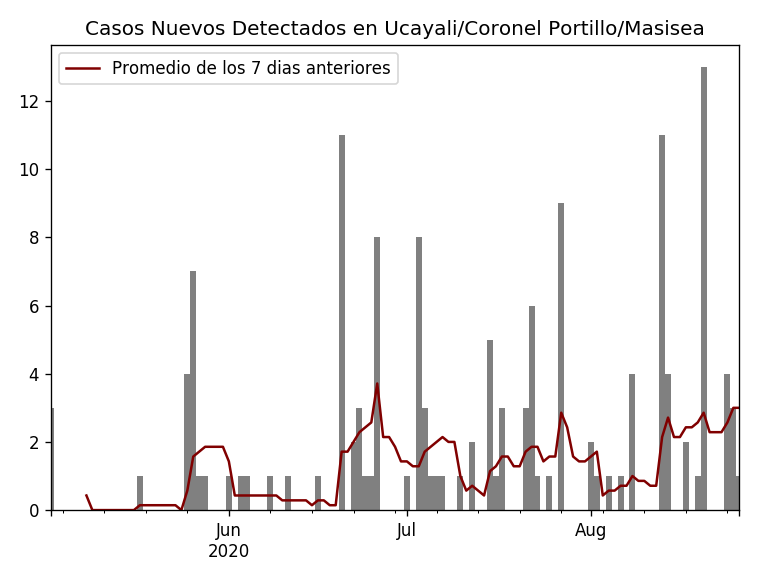 Casos Nuevos Detectados en Ucayali/Coronel Portillo/Masisea
Promedio de los 7 dias anteriores
12
10
8
6
4
2
0
Jun
2020
Jul
Aug